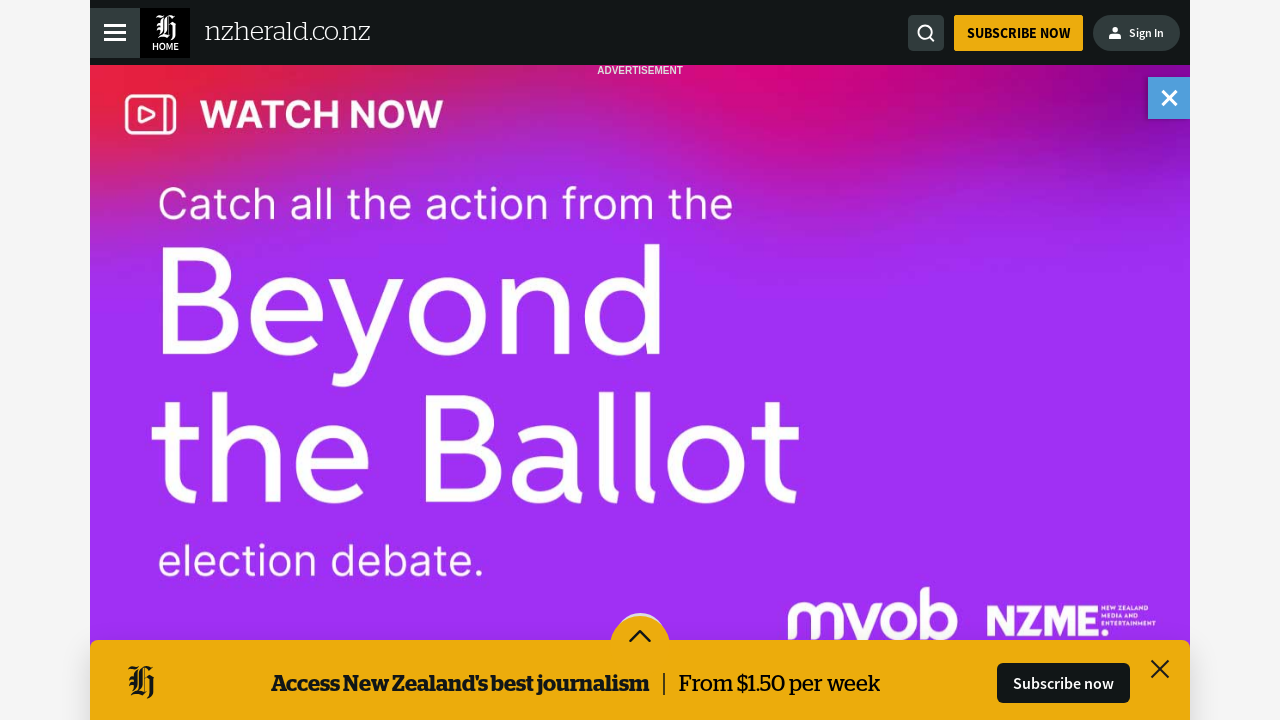 HOME
nzherald.co.nz
SUBSCRIBE NOW
Sign In
ADVERTISEMENT
WATCH NOW
Catch all the action from the
Beyond
the Ballot
election debate.
myob
NZME.
NEW ZEALAND
MEDIA AND
ENTERTAINMENT
Access New Zealand's best journalism | From $1.50 per week
Subscribe now